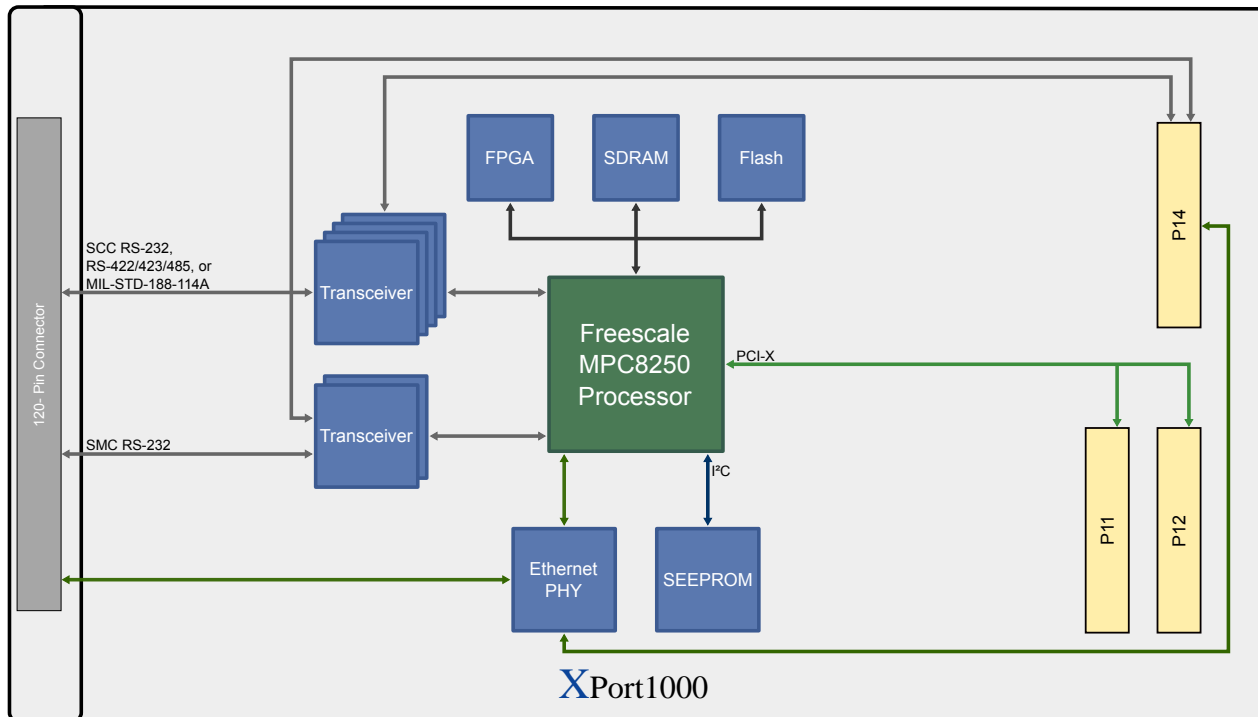 FPGA
SDRAM
Flash
P14
SCC RS-232,
RS-422/423/485, or
MIL-STD-188-114A
Transceiver
120- Pin Connector
Freescale
MPC8250
Processor
PCI-X
SMC RS-232
Transceiver
I²C
P11
P12
Ethernet
PHY
SEEPROM
XPort1000